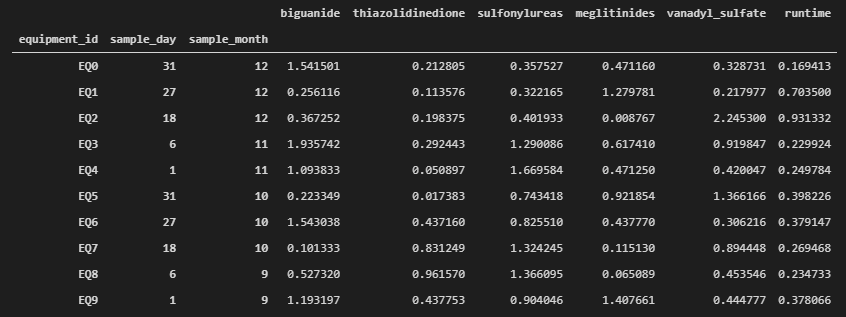 biguanide thiazolidinedione sulfonylureas meglitinides vanadyl_sulfate runtime
equipment_id sample_day sample_month
EQ0 31 12 1.541501 0.212805 0.357527 0.471160 0.328731 0.169413
EQ1 27 12 0.256116 0.113576 0.322165 1.279781 0.217977 0.703500
EQ2 18 12 0.367252 0.198375 0.401933 0.008767 2.245300 0.931332
EQ3 6 11 1.935742 0.292443 1.290086 0.617410 0.919847 0.229924
EQ4 1 11 1.093833 0.050897 1.669584 0.471250 0.420047 0.249784
EQ5 31 10 0.223349 0.017383 0.743418 0.921854 1.366166 0.398226
EQ6 27 10 1.543038 0.437160 0.825510 0.437770 0.306216 0.379147
EQ7 18 10 0.101333 0.831249 1.324245 0.115130 0.894448 0.269468
EQ8 6 9 0.527320 0.961570 1.366095 0.065089 0.453546 0.234733
EQ9 1 9 1.193197 0.437753 0.904046 1.407661 0.444777 0.378066